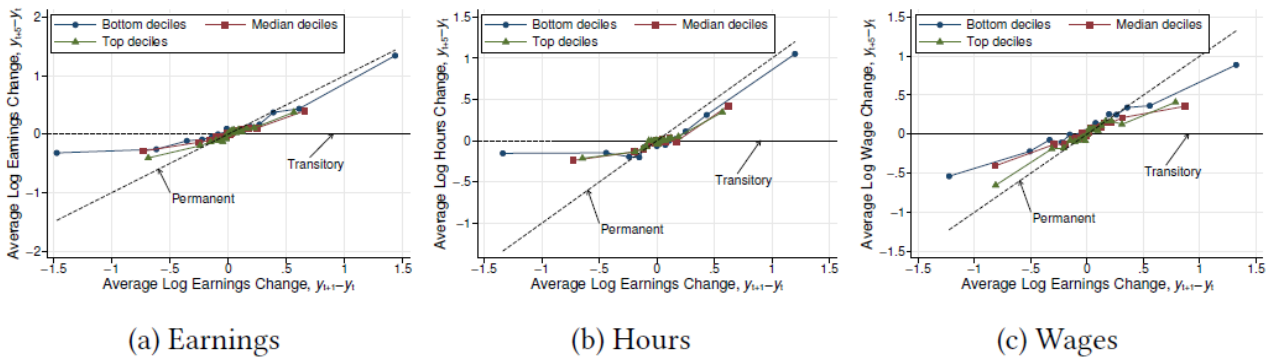 Average Log Earnings Change, yt+5−yt
2
1
0
−1
−2
Bottom deciles
Median deciles
Top deciles
Transitory
Permanent
−1.5
−1
−.5
0
.5
1
1.5
Average Log Earnings Change, yt+1−yt
(a) Earnings
Average Log Hours Change, yt+5−yt
1.5
1
.5
0
−.5
−1
Bottom deciles
Median deciles
Top deciles
Transitory
Permanent
−1.5
−1
−.5
0
.5
1
1.5
Average Log Earnings Change, yt+1−yt
(b) Hours
Average Log Wage Change, yt+5−yt
1.5
1
.5
0
−.5
−1
−1.5
Bottom deciles
Median deciles
Top deciles
Transitory
Permanent
−1.5
−1
−.5
0
.5
1
1.5
Average Log Earnings Change, yt+1−yt
(c) Wages